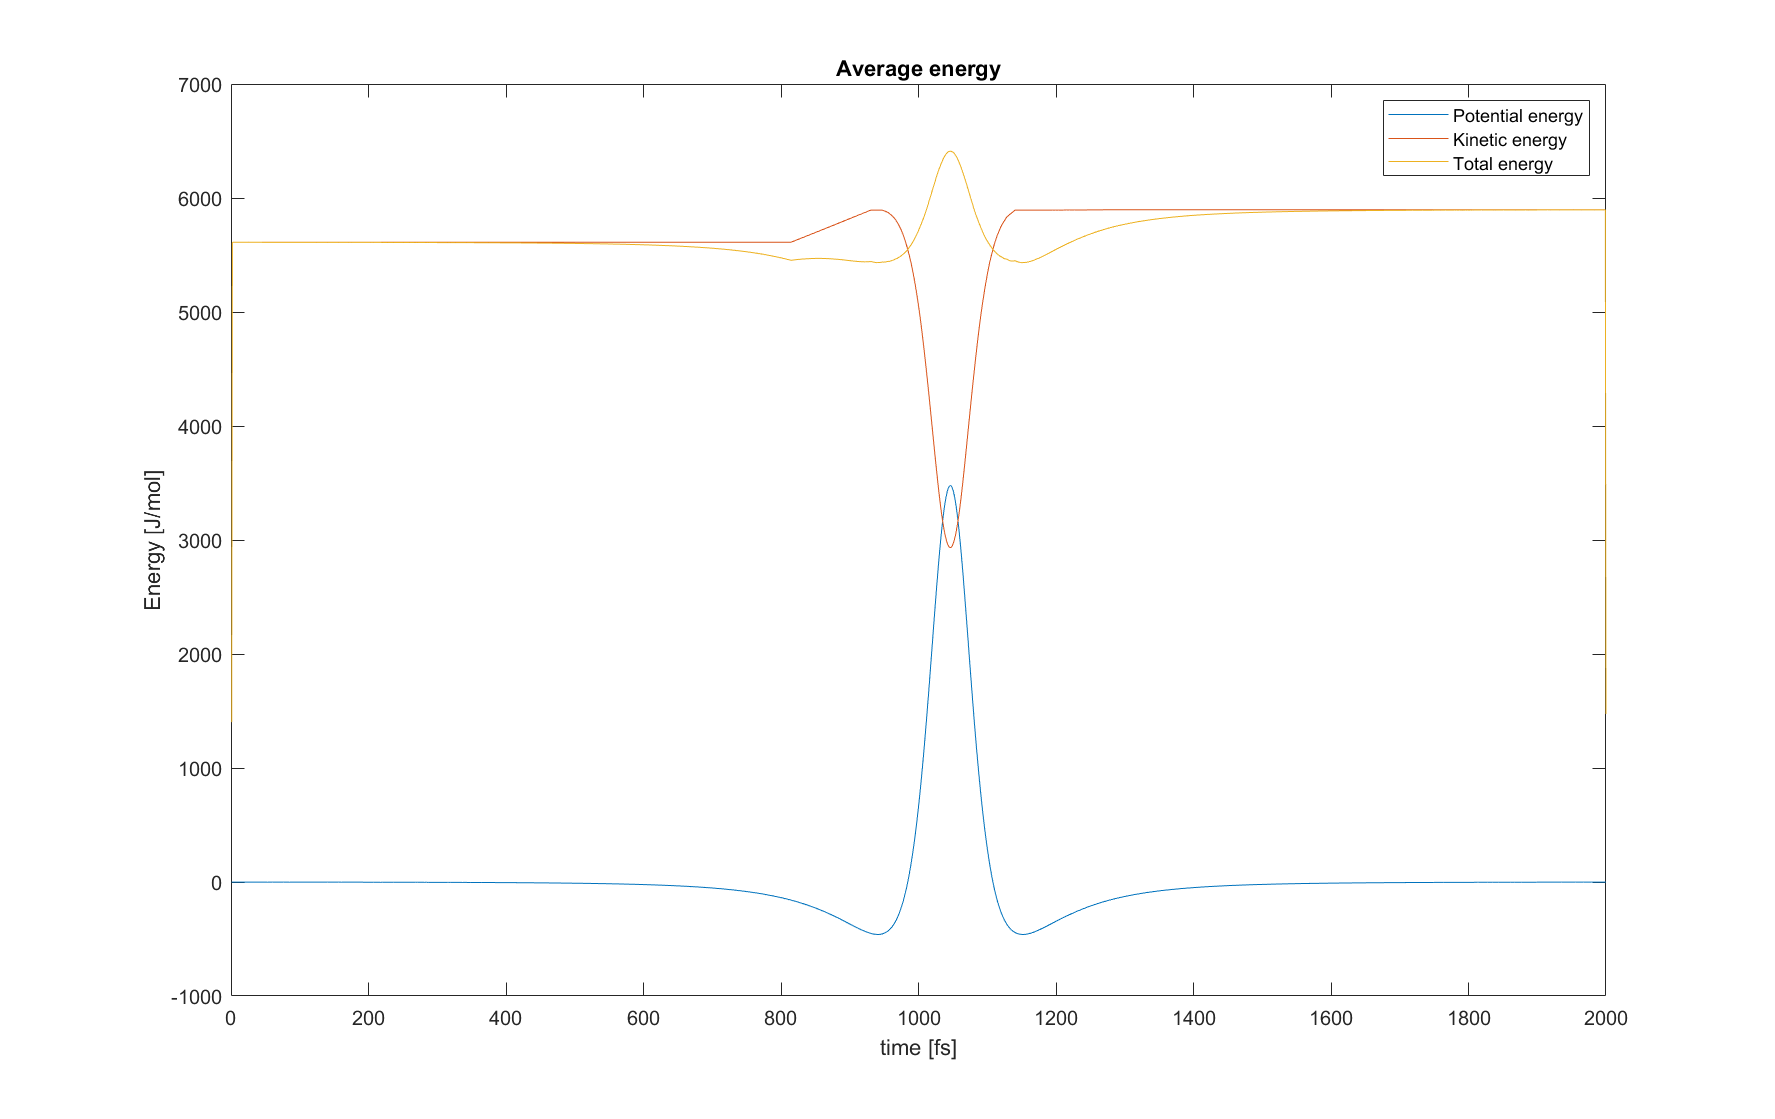 Average energy
7000
6000
5000
4000
3000
2000
1000
0
-1000
Energy [J/mol]
Potential energy
Kinetic energy
Total energy
0 200 400 600 800 1000 1200 1400 1600 1800 2000
time [fs]